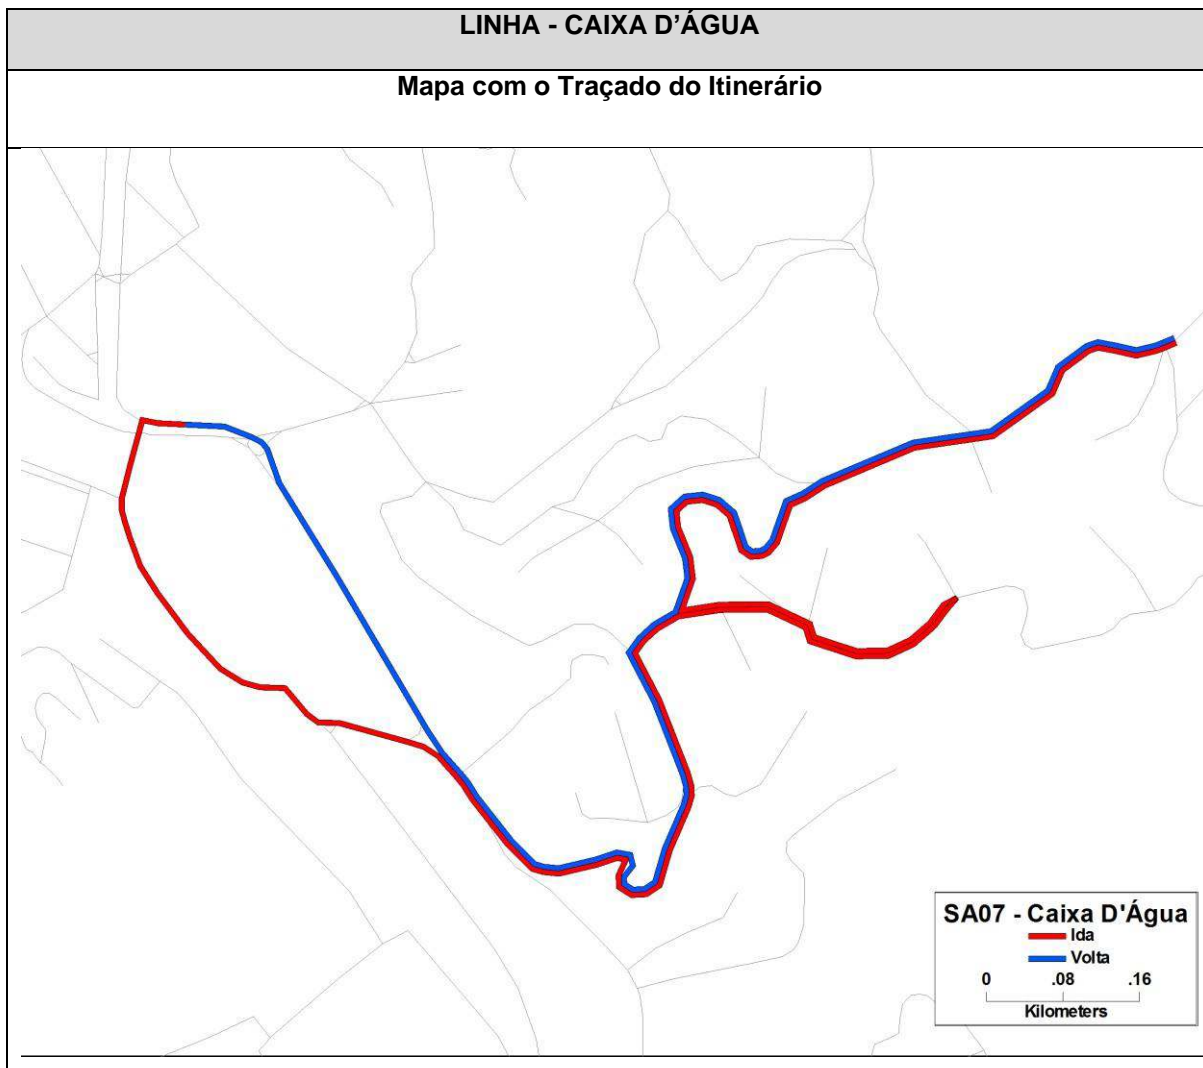 LINHA - CAIXA D’ÁGUA
Mapa com o Traçado do Itinerário
SA07 - Caixa D'Água
Ida
Volta
0 .08 .16
Kilometers